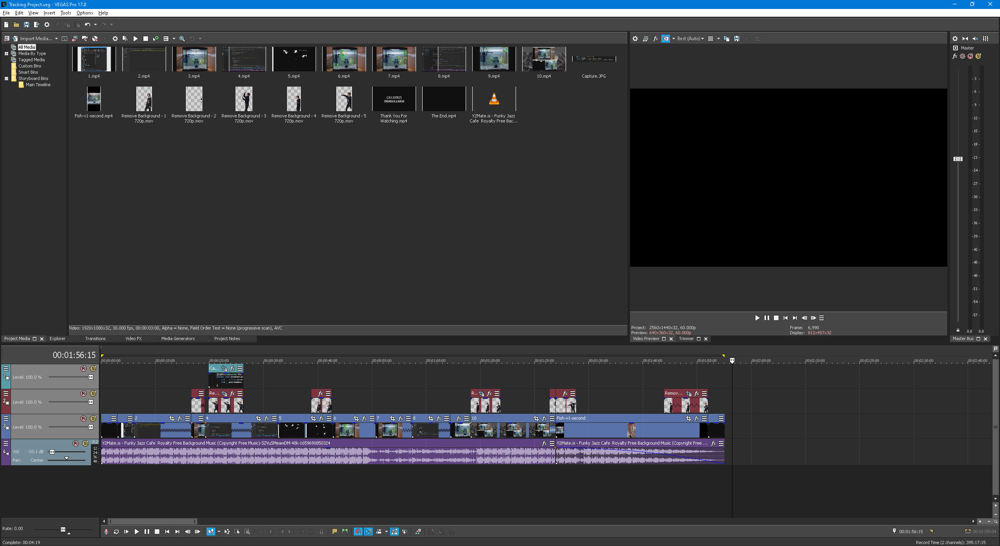 Tracking Project.veg - VEGAS Pro 17.0
File Edit View Insert Tools Options Help
Import Media...
Best (Auto)
All Media
Media By Type
Tagged Media
Custom Bins
Smart Bins
Storyboard Bins
Main Timeline
1.mp4 2.mp4 3.mp4 4.mp4 5.mp4 6.mp4 7.mp4 8.mp4 9.mp4 10.mp4 Capture.JPG
CHAMPION
PRODUCTIONS
Fish-v1-second.mp4 Remove Background - 1 Remove Background - 2 Remove Background - 3 Remove Background - 4 Remove Background - 5 Thank You For The End.mp4 Y2Mate.is - Funky Jazz
720p.mov 720p.mov 720p.mov 720p.mov 720p.mov Watching.mp4 Cafe Royalty Free Bac...
Master
-3 -
-6 -
-9 -
-12 -
-15 -
-18 -
-21 -
-24 -
-27 -
-30 -
-33 -
-36 -
-39 -
-42 -
-45 -
-48 -
-51 -
-54 -
-57 -
0.0 0.0
Video: 1920x1080x32, 30.000 fps, 00:00:03:00, Alpha = None, Field Order Test = None (progressive scan), AVC
Project: 2560x1440x32, 60.000p Frame: 6,990
Preview: 640x360x32, 60.000p Display: 812x457x32
Project Media Explorer Transitions Video FX Media Generators Project Notes
Video Preview Trimmer
Master Bus
00:01:56:15
00:00:00:00 00:00:10:00 00:00:20:00 00:00:30:00 00:00:40:00 00:00:50:00 00:01:00:00 00:01:10:00 00:01:20:00 00:01:30:00 00:01:40:00 00:01:50:00 00:02:00:00 00:02:10:00 00:02:20:00 00:02:30:00 00:02:40:00
1 Level: 100.0 %
Ca...
2 Level: 100.0 %
Re... R.. Remov...
3 Level: 100.0 %
2 4 5 6 7 8 10 Fish-v1-second
Line
4 Vol: -33.1 dB
Pan: Center
-0.2
12 -
24 -
36 -
48 -
Y2Mate.is - Funky Jazz Cafe Royalty Free Background Music (Copyright Free Music)-SZVuSMeawDM-48k-1659690850324
Y2Mate.is - Funky Jazz Cafe Royalty Free Background Music (Copyright Free ...
Rate: 0.00
00:01:56:15 00:01:55:04
Complete: 00:04:19
Record Time (2 channels): 395:17:15